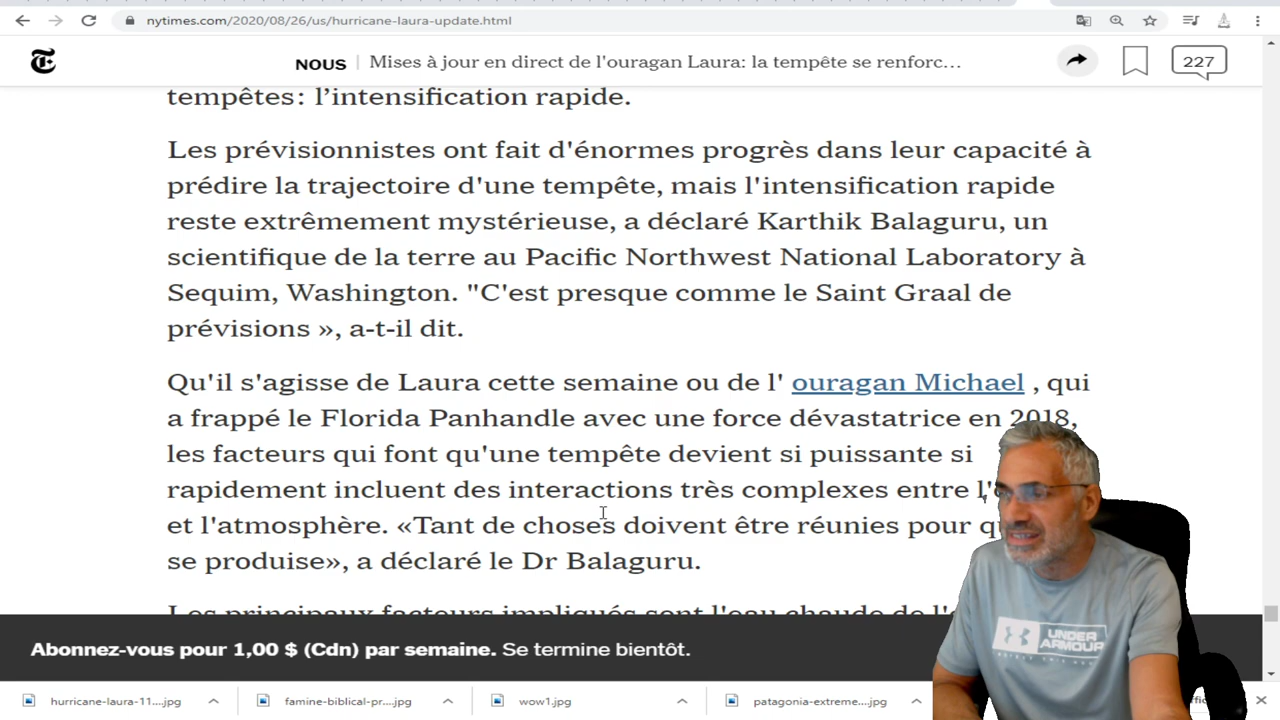 nytimes.com/2020/08/26/us/hurricane-laura-update.html
NOUS Mises à jour en direct de l'ouragan Laura: la tempête se renforc… 227
tempêtes: l'intensification rapide.
Les prévisionnistes ont fait d'énormes progrès dans leur capacité à
prédire la trajectoire d'une tempête, mais l'intensification rapide
reste extrêmement mystérieuse, a déclaré Karthik Balaguru, un
scientifique de la terre au Pacific Northwest National Laboratory à
Sequim, Washington. "C'est presque comme le Saint Graal de
prévisions », a-t-il dit.
Qu'il s'agisse de Laura cette semaine ou de l' ouragan Michael , qui
a frappé le Florida Panhandle avec une force dévastatrice en 2018,
les facteurs qui font qu'une tempête devient si puissante si
rapidement incluent des interactions très complexes entre
et l'atmosphère. «Tant de choses doivent être réunies pour
se produise», a déclaré le Dr Balaguru.
Les principaux facteurs impliqués sont l'eau chaude de
Abonnez-vous pour 1,00 $ (Cdn) par semaine. Se termine bientôt.
hurricane-laura-11....jpg famine-biblical-pr....jpg wow1.jpg patagonia-extreme....jpg
UNDER
ARMOUR